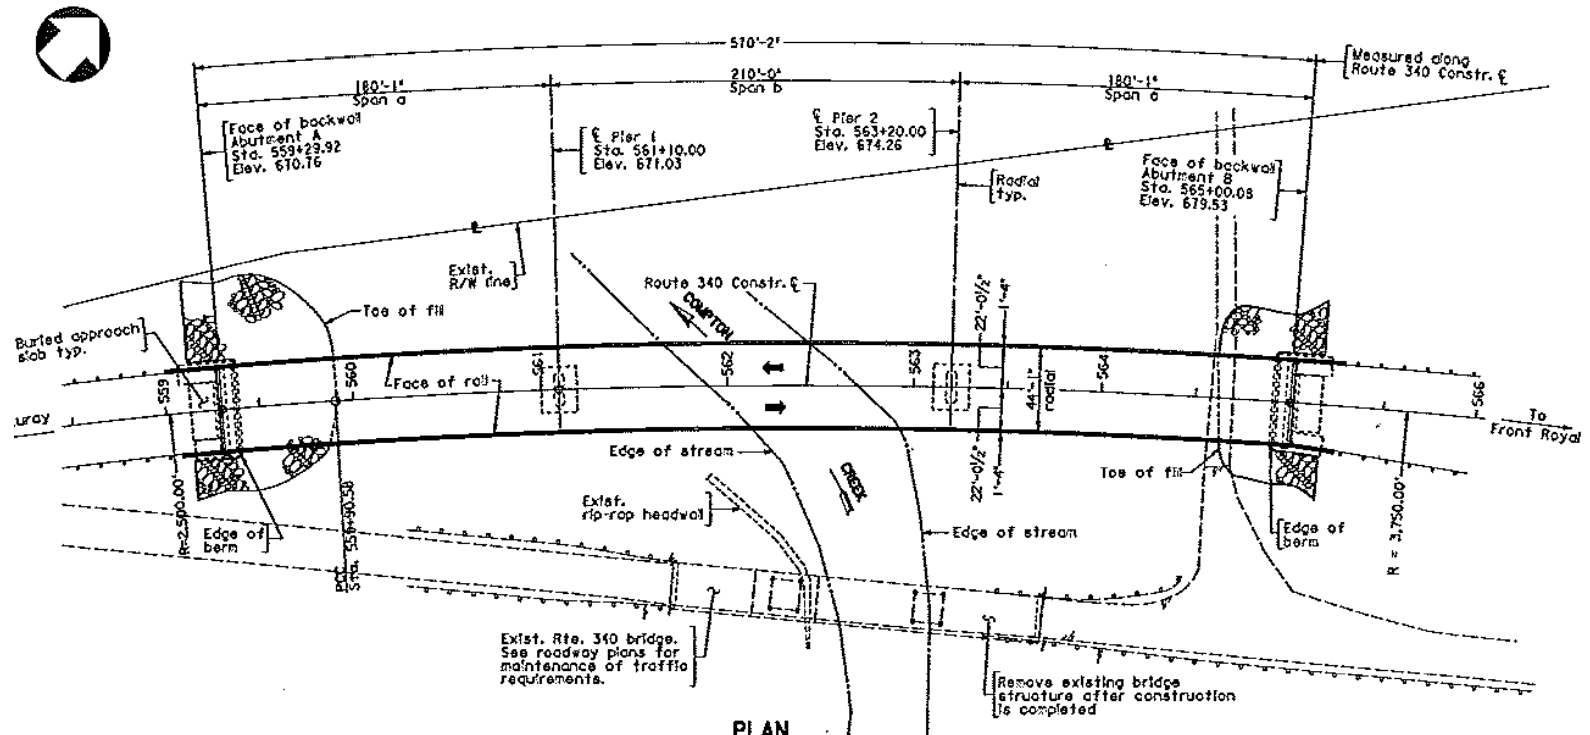 570'-2"
Measured along
Route 340 Constr. ℄
180'-1"
Span a
210'-0"
Span b
180'-1"
Span c
Face of backwall
Abutment A
Sta. 559+29.92
Elev. 670.76
℄ Pier 1
Sta. 561+10.00
Elev. 671.03
℄ Pier 2
Sta. 563+20.00
Elev. 674.26
Radial
typ.
℄
Face of backwall
Abutment B
Sta. 565+00.08
Elev. 679.53
℄
Exist.
R/W line
Route 340 Constr. ℄
COMPTON
22'-0½"
1'-4"
Toe of fill
Buried approach
slab typ.
559
560
561
562
563
564
566
Face of rail
44'-1"
radial
Luray
To
Front Royal
Edge of stream
22'-0½"
1'-4"
Toe of fill
CREEK
R=2,500.00'
Edge of
berm
PCC
Sta. 559+90.58
Exist.
rip-rap headwall
Edge of stream
Edge of
berm
R = 3,750.00'
Exist. Rte. 340 bridge.
See roadway plans for
maintenance of traffic
requirements.
Remove existing bridge
structure after construction
is completed
PLAN